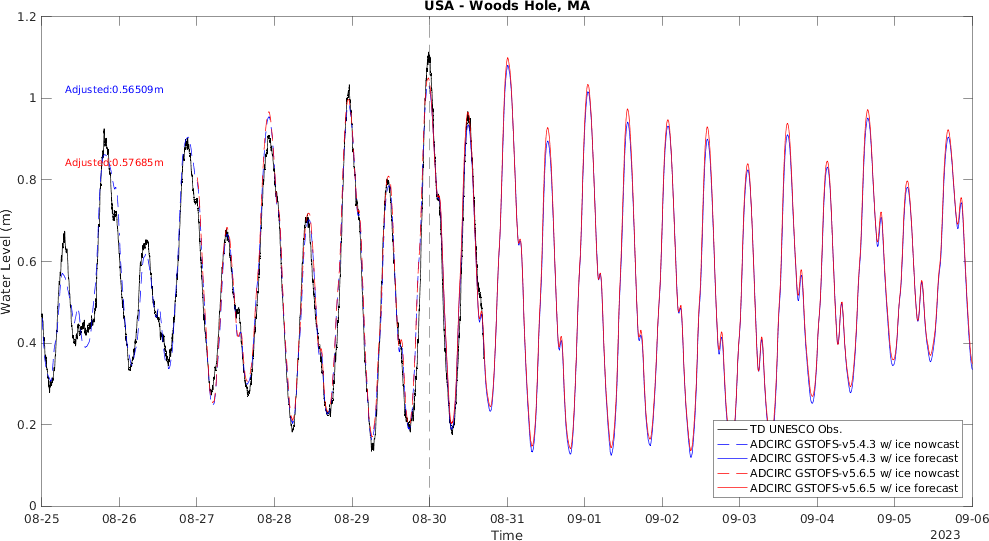 USA - Woods Hole, MA
1.2
1
0.8
0.6
0.4
0.2
0
Water Level (m)
Adjusted:0.56509m
Adjusted:0.57685m
TD UNESCO Obs.
ADCIRC GSTOFS-v5.4.3 w/ ice nowcast
ADCIRC GSTOFS-v5.4.3 w/ ice forecast
ADCIRC GSTOFS-v5.6.5 w/ ice nowcast
ADCIRC GSTOFS-v5.6.5 w/ ice forecast
08-25 08-26 08-27 08-28 08-29 08-30 08-31 09-01 09-02 09-03 09-04 09-05 09-06
Time
2023